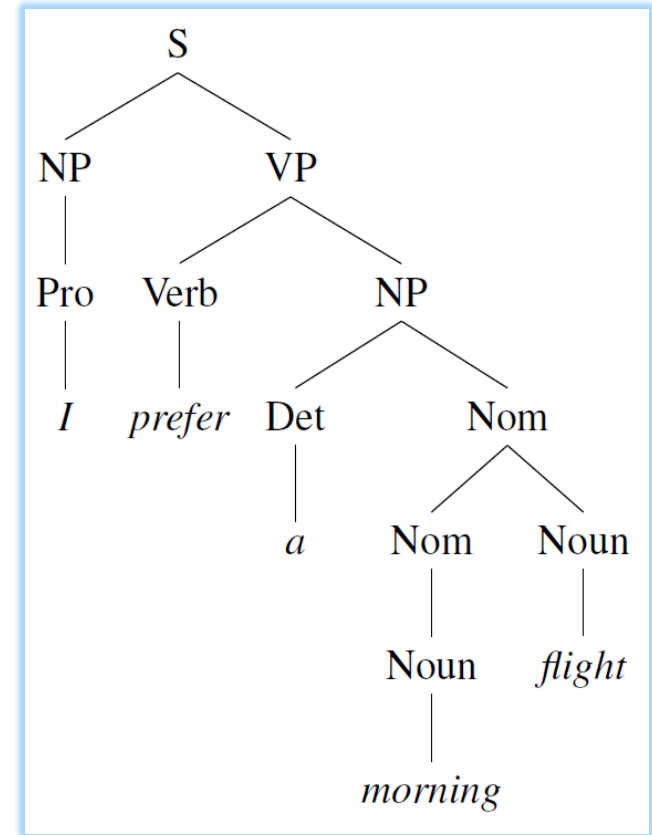 S
NP VP
Pro Verb NP
I prefer Det Nom
a Nom Noun
Noun flight
morning